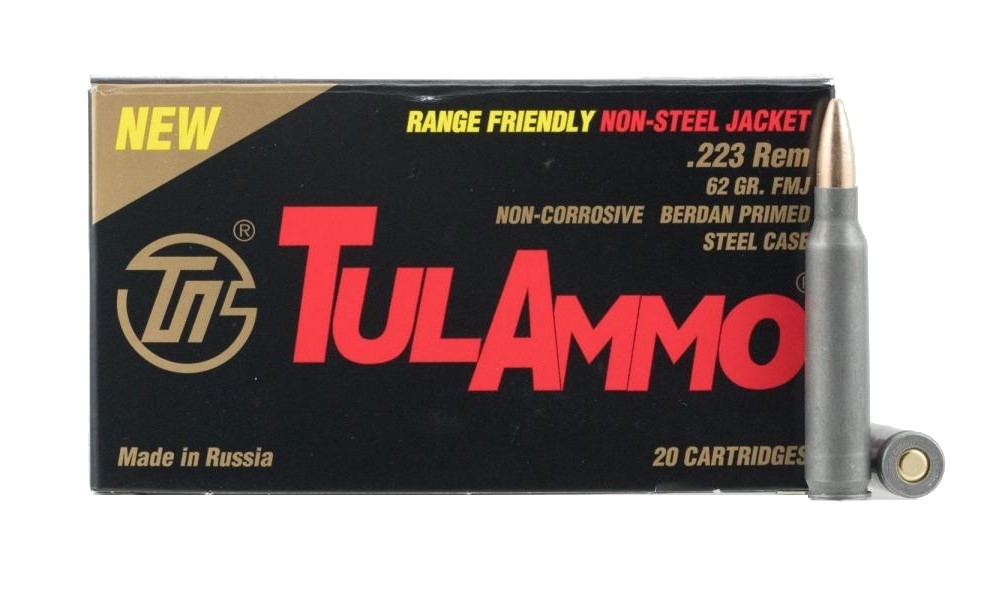 NEW
RANGE FRIENDLY NON-STEEL JACKET
.223 Rem
62 GR. FMJ
NON-CORROSIVE BERDAN PRIMED
STEEL CASE
®
TULAMMO
Made in Russia
20 CARTRIDGES